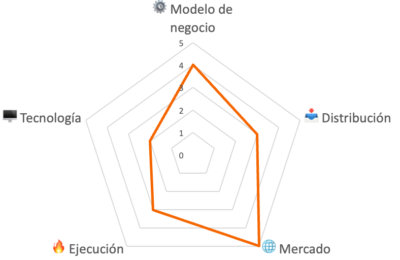 Modelo de
negocio
5
4
3
2
1
0
Tecnología
Distribución
Ejecución
Mercado